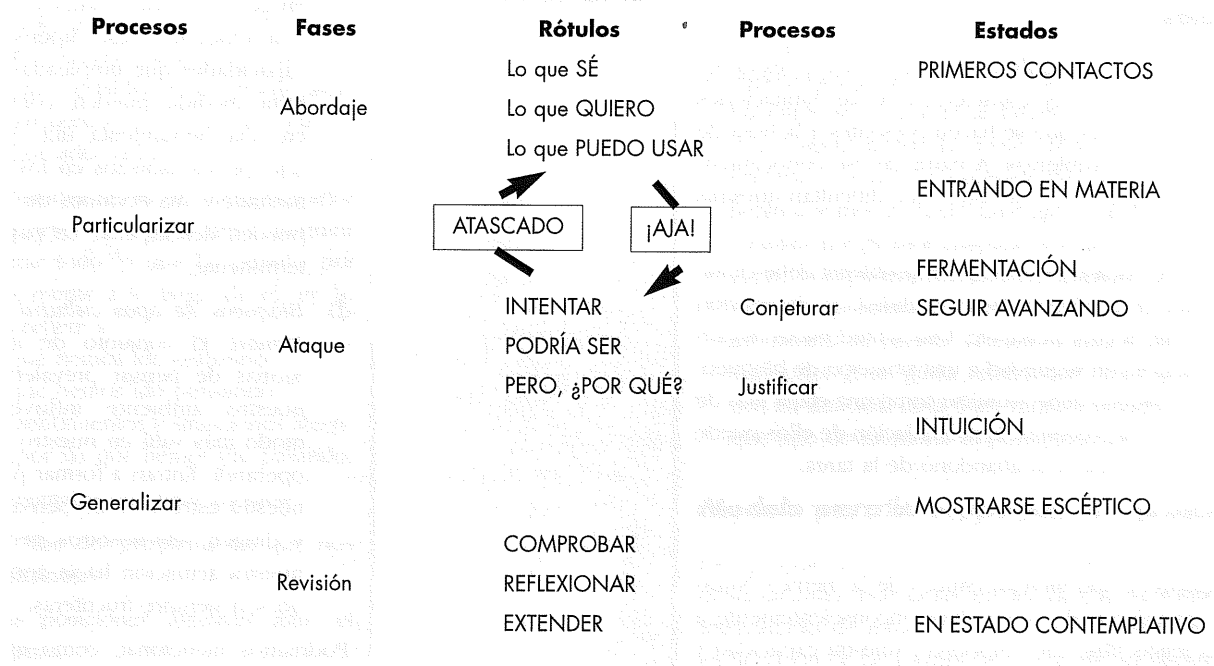 Procesos Fases Rótulos Procesos Estados
Lo que SÉ PRIMEROS CONTACTOS
Abordaje Lo que QUIERO
Lo que PUEDO USAR
ENTRANDO EN MATERIA
Particularizar ATASCADO ¡AJA!
FERMENTACIÓN
INTENTAR Conjeturar SEGUIR AVANZANDO
Ataque PODRÍA SER
PERO, ¿POR QUÉ? Justificar
INTUICIÓN
Generalizar MOSTRARSE ESCÉPTICO
COMPROBAR
Revisión REFLEXIONAR
EXTENDER EN ESTADO CONTEMPLATIVO